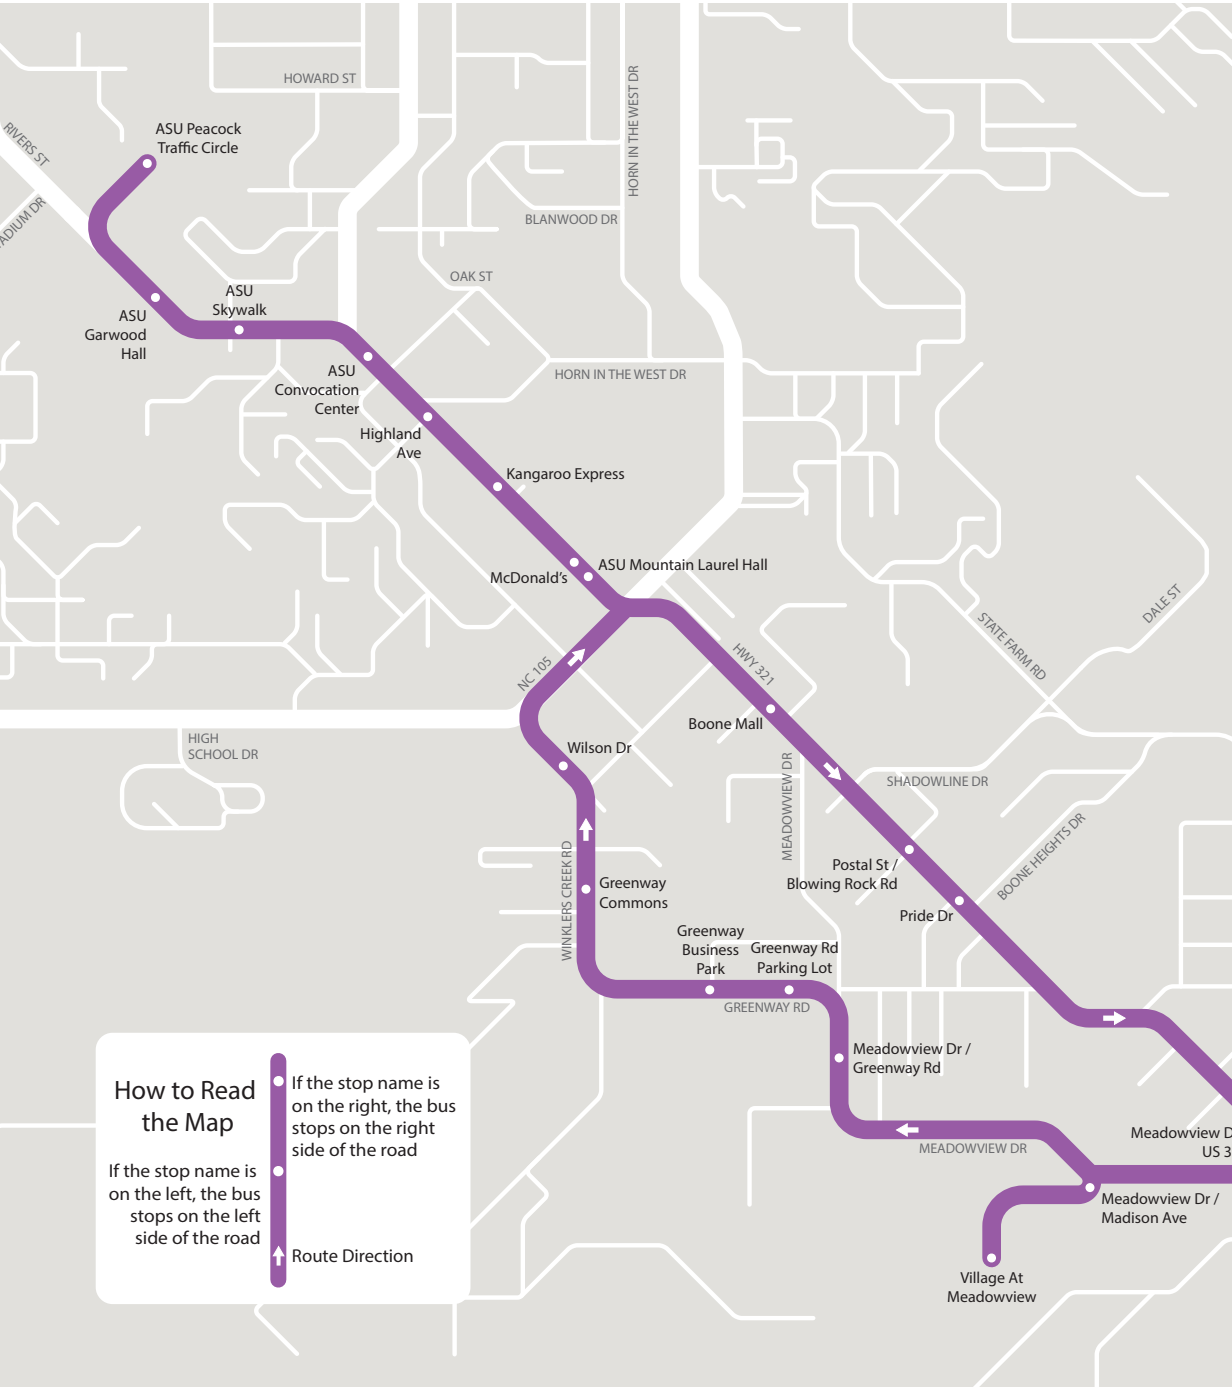 HOWARD ST
HORN IN THE WEST DR
RIVERS ST
ASU Peacock
Traffic Circle
ADIUM DR
BLANWOOD DR
OAK ST
ASU
Skywalk
ASU
Garwood
Hall
ASU
Convocation
Center
HORN IN THE WEST DR
Highland
Ave
Kangaroo Express
McDonald's
ASU Mountain Laurel Hall
DALE ST
STATE FARM RD
NC 105
HWY 321
Boone Mall
HIGH
SCHOOL DR
Wilson Dr
MEADOWVIEW DR
SHADOWLINE DR
BOONE HEIGHTS DR
Postal St /
Blowing Rock Rd
WINKLERS CREEK RD
Greenway
Commons
Pride Dr
Greenway
Business
Park
Greenway Rd
Parking Lot
GREENWAY RD
Meadowview Dr /
Greenway Rd
MEADOWVIEW DR
Meadowview D
US 3
Meadowview Dr /
Madison Ave
Village At
Meadowview
How to Read
the Map
If the stop name is
on the right, the bus
stops on the right
side of the road
If the stop name is
on the left, the bus
stops on the left
side of the road
Route Direction